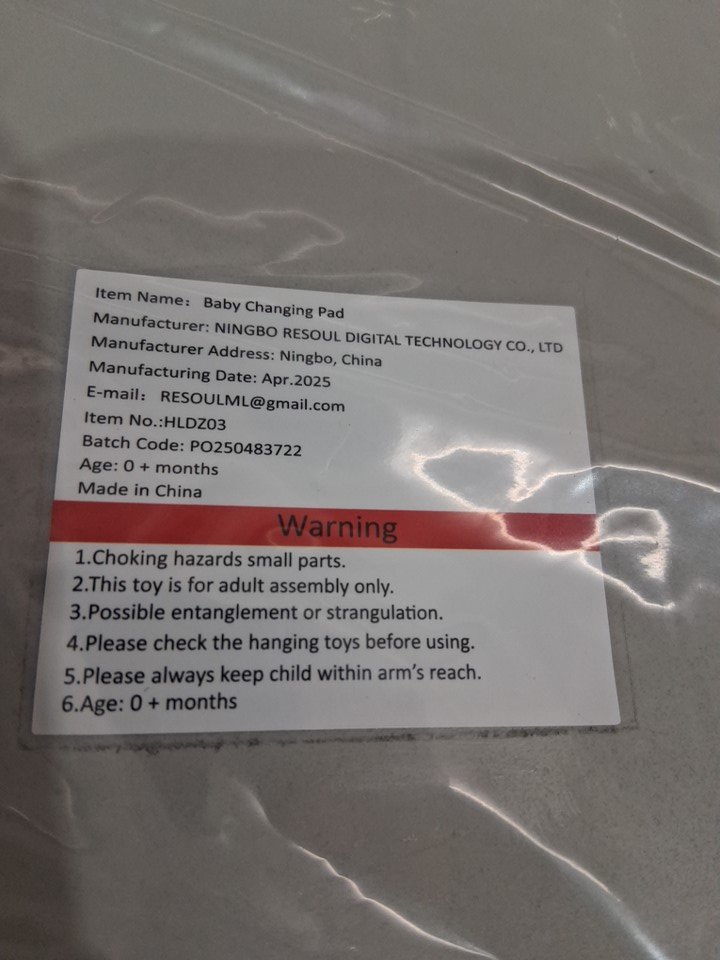 Item Name： Baby Changing Pad
Manufacturer: NINGBO RESOUL DIGITAL TECHNOLOGY CO., LTD
Manufacturer Address: Ningbo, China
Manufacturing Date: Apr.2025
E-mail： RESOULML@gmail.com
Item No.:HLDZ03
Batch Code: PO250483722
Age: 0 + months
Made in China
Warning
1.Choking hazards small parts.
2.This toy is for adult assembly only.
3.Possible entanglement or strangulation.
4.Please check the hanging toys before using.
5.Please always keep child within arm’s reach.
6.Age: 0 + months